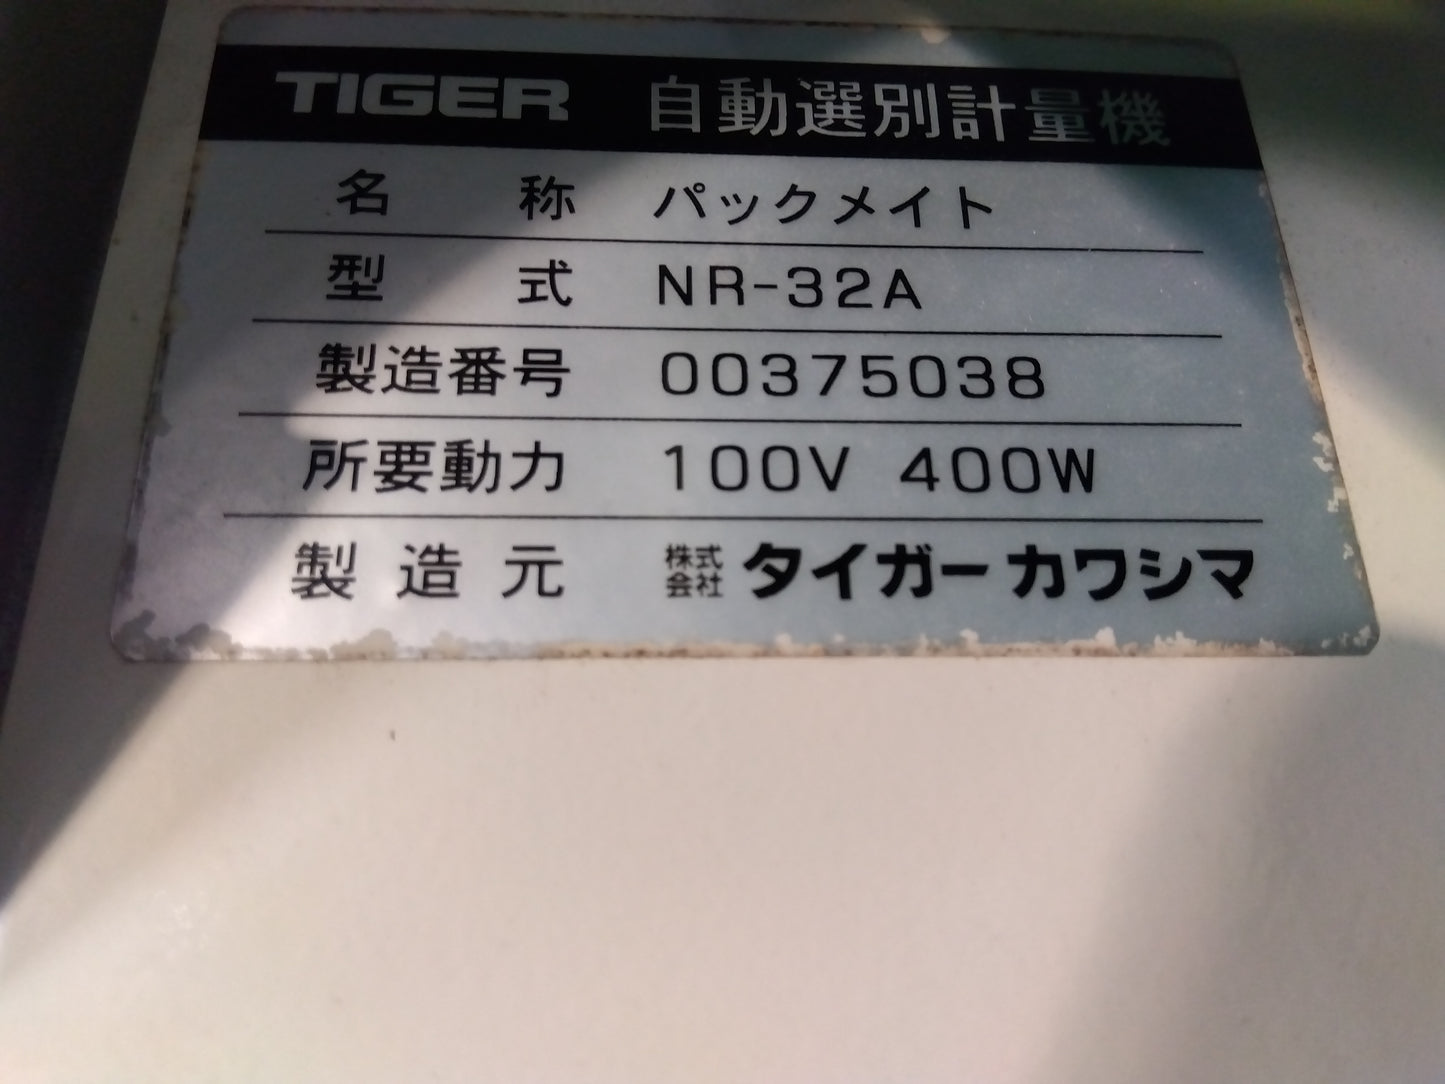 TIGER 自動選別計量機
名称 パックメイト
型式 NR-32A
製造番号 00375038
所要動力 100V 400W
製造元 株式会社 タイガーカワシマ